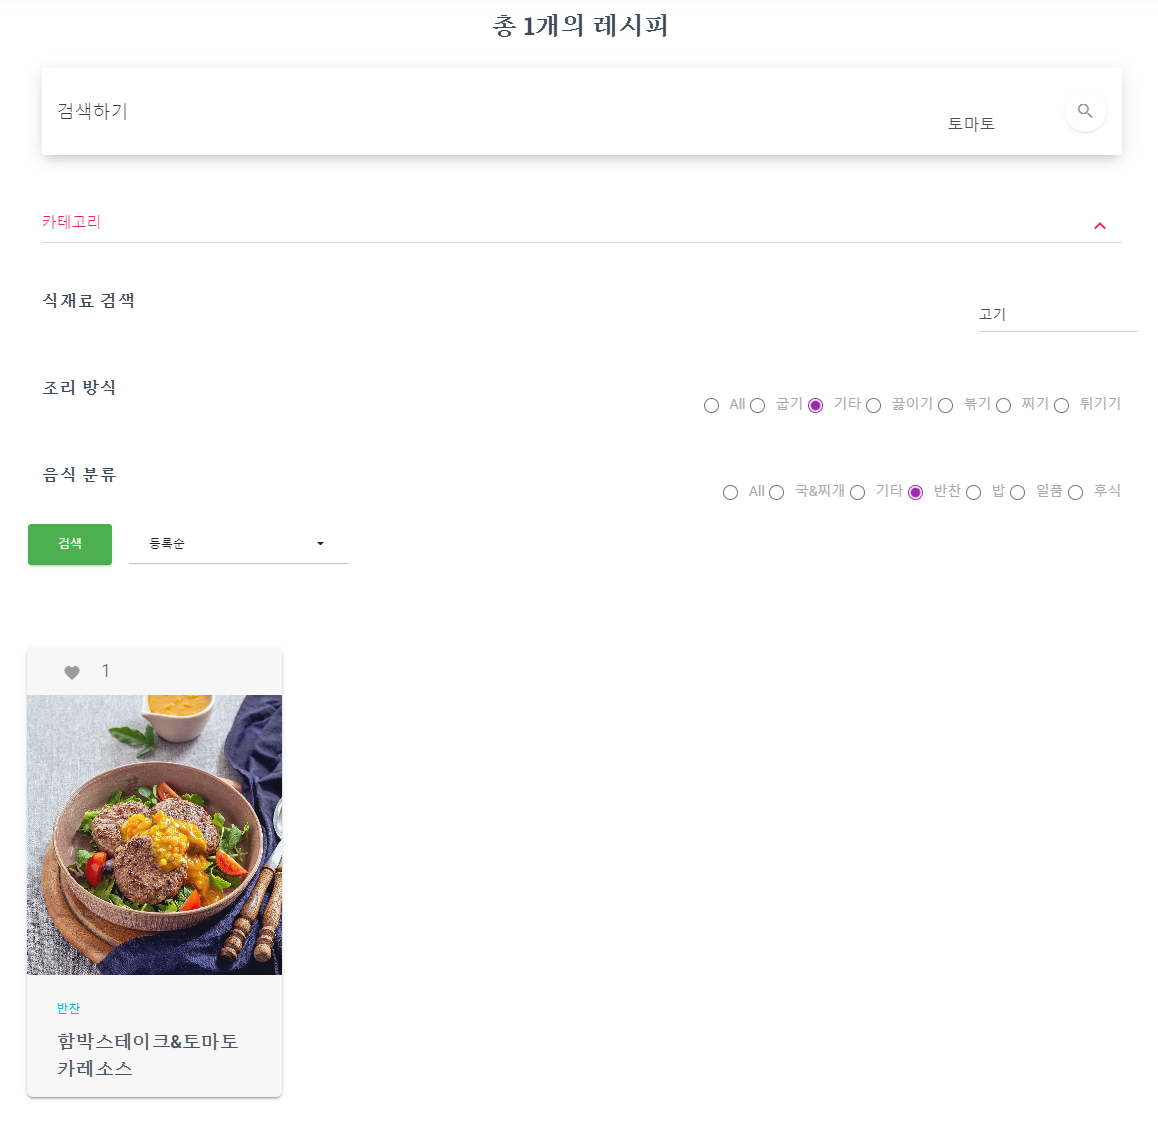 총 1개의 레시피
검색하기
토마토
카테고리
식재료 검색
고기
조리 방식
All 굽기 기타 끓이기 볶기 찌기 튀기기
음식 분류
All 국&찌개 기타 반찬 밥 일품 후식
검색 등록순
1
반찬
함박스테이크&토마토
카레소스